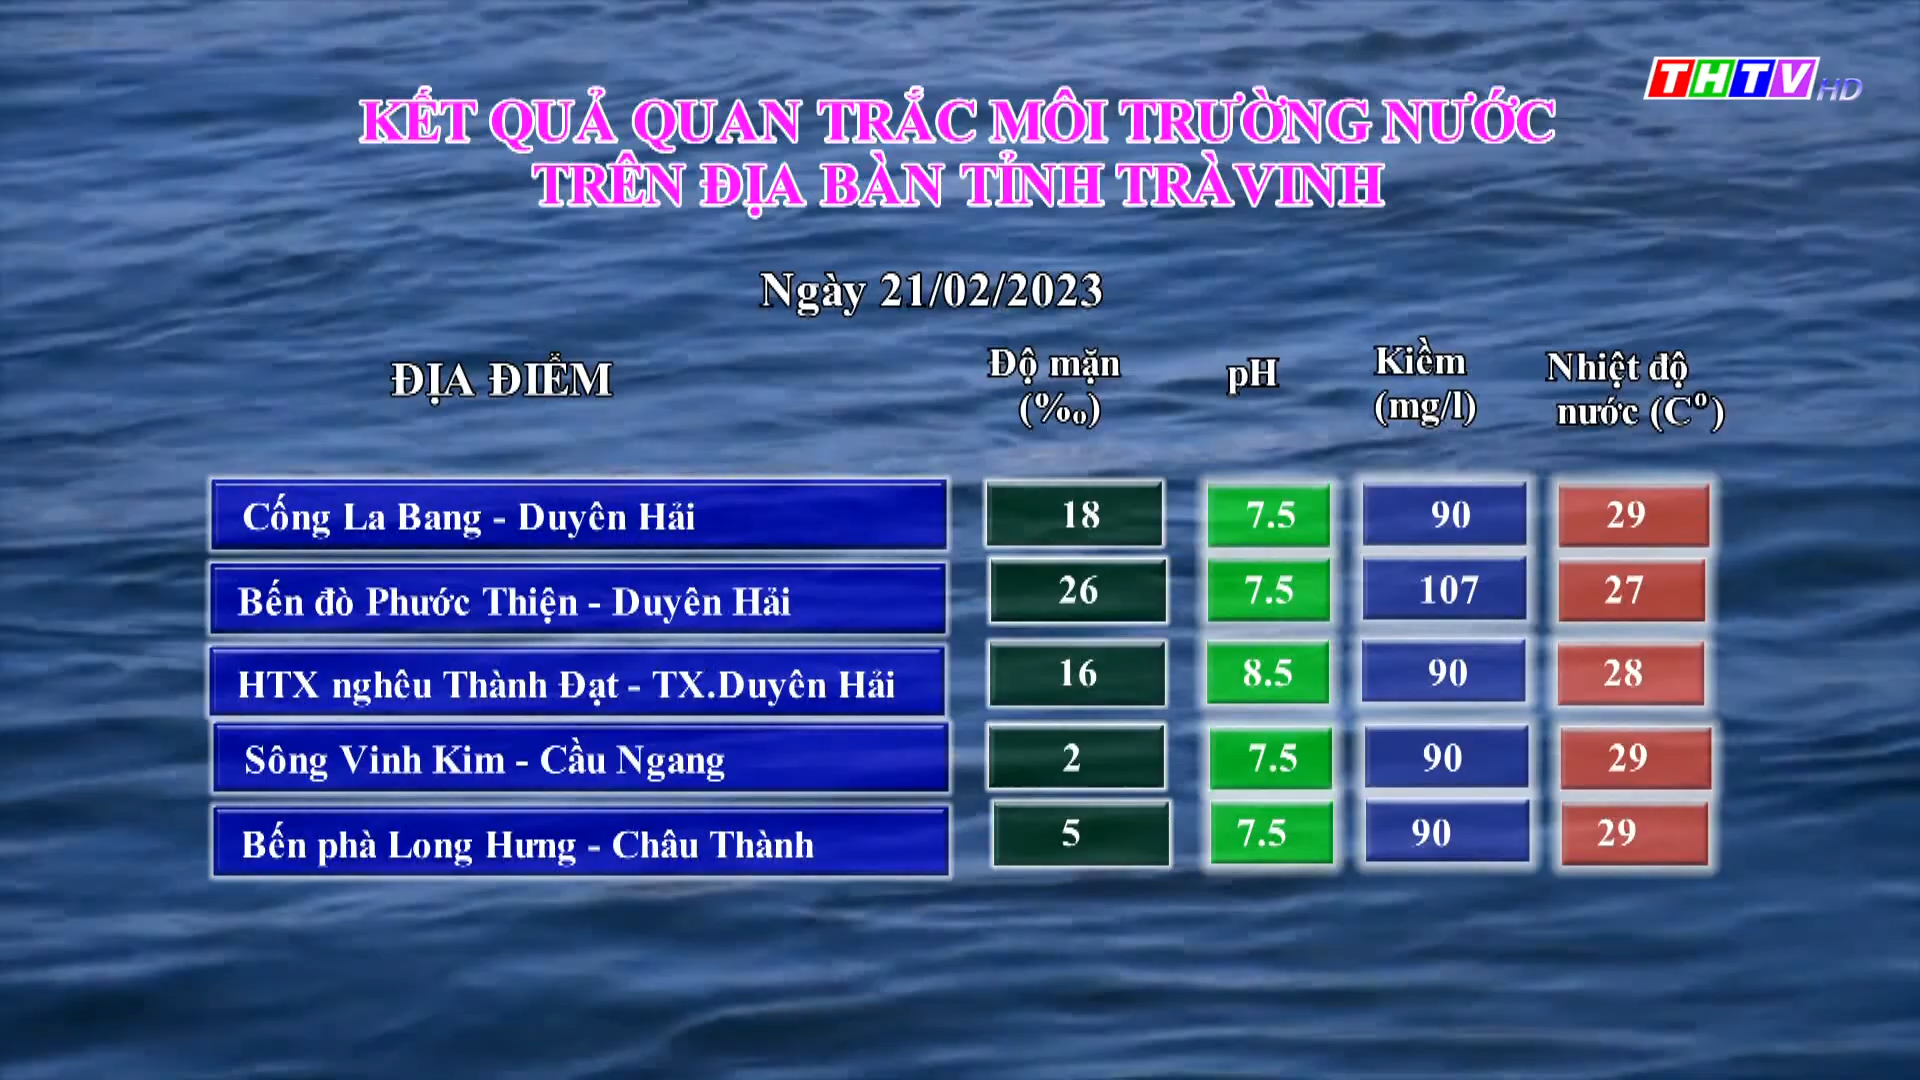 THTV HD
KẾT QUẢ QUAN TRẮC MÔI TRƯỜNG NƯỚC
TRÊN ĐỊA BÀN TỈNH TRÀVINH
Ngày 21/02/2023
ĐỊA ĐIỂM Độ mặn (‰) pH Kiềm (mg/l) Nhiệt độ nước (Cº)
Cống La Bang - Duyên Hải 18 7.5 90 29
Bến đò Phước Thiện - Duyên Hải 26 7.5 107 27
HTX nghêu Thành Đạt - TX.Duyên Hải 16 8.5 90 28
Sông Vinh Kim - Cầu Ngang 2 7.5 90 29
Bến phà Long Hưng - Châu Thành 5 7.5 90 29